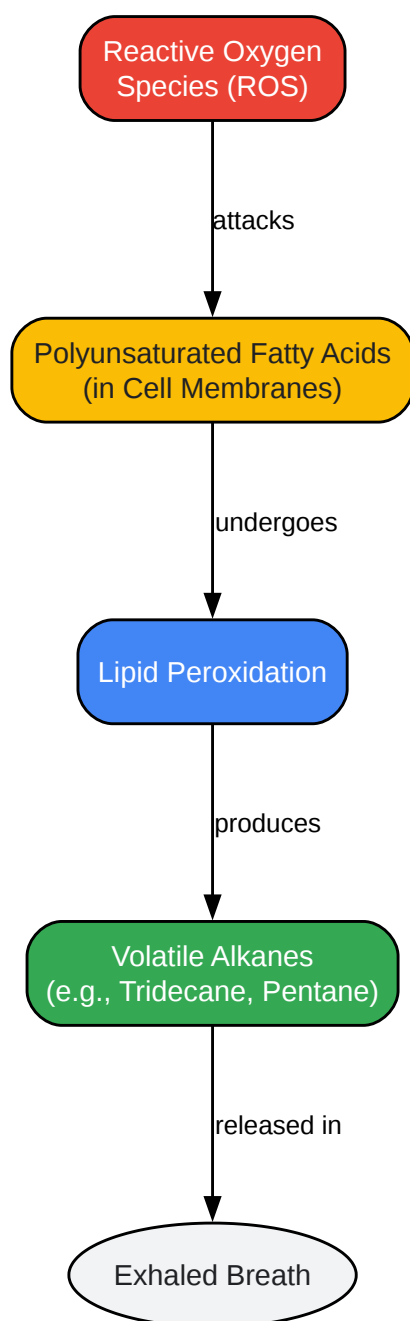 Reactive Oxygen
Species (ROS)
attacks
Polyunsaturated Fatty Acids
(in Cell Membranes)
undergoes
Lipid Peroxidation
produces
Volatile Alkanes
(e.g., Tridecane, Pentane)
released in
Exhaled Breath